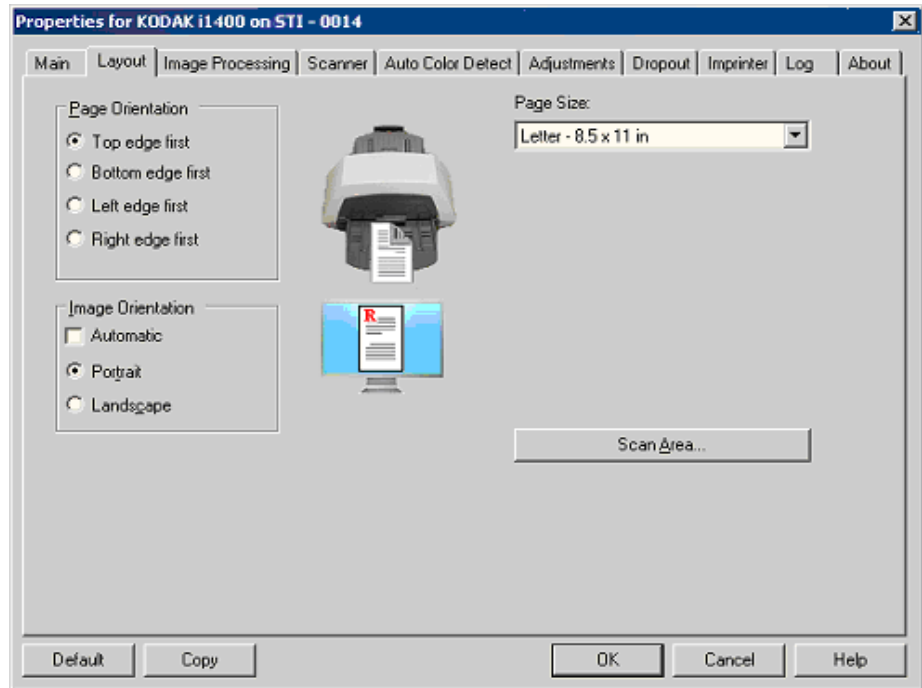 Properties for KODAK i1400 on STI - 0014
Main Layout Image Processing Scanner Auto Color Detect Adjustments Dropout Imprinter Log About
Page Orientation
Top edge first
Bottom edge first
Left edge first
Right edge first
Image Orientation
Automatic
Portrait
Landscape
R
Page Size:
Letter - 8.5 x 11 in
Scan Area...
Default Copy OK Cancel Help